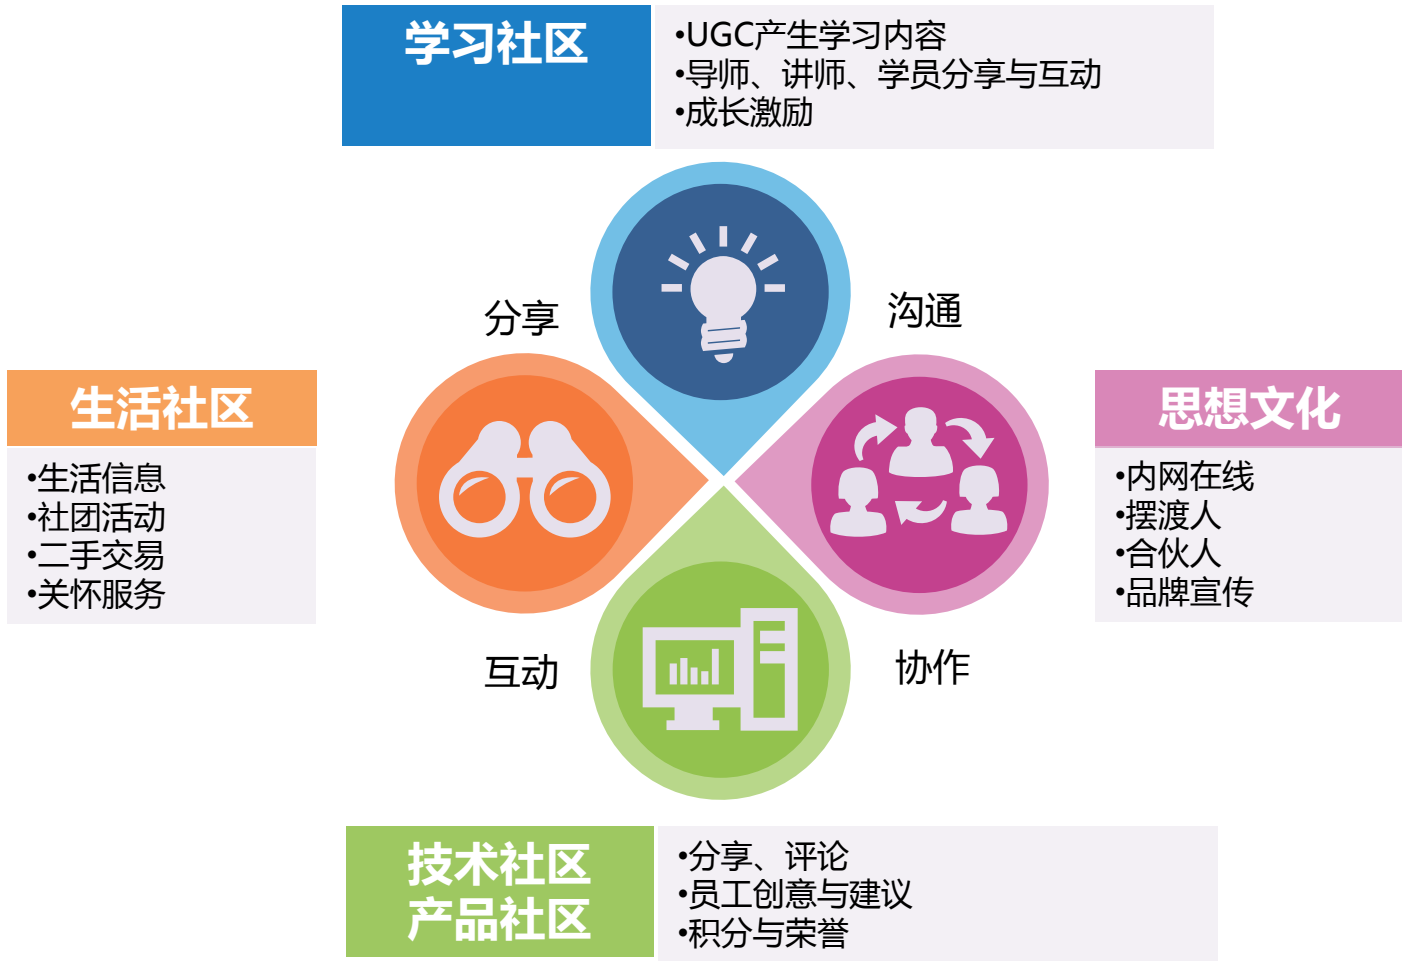 学习社区
•UGC产生学习内容
•导师、讲师、学员分享与互动
•成长激励
分享
沟通
生活社区
•生活信息
•社团活动
•二手交易
•关怀服务
思想文化
•内网在线
•摆渡人
•合伙人
•品牌宣传
互动
协作
技术社区
产品社区
•分享、评论
•员工创意与建议
•积分与荣誉